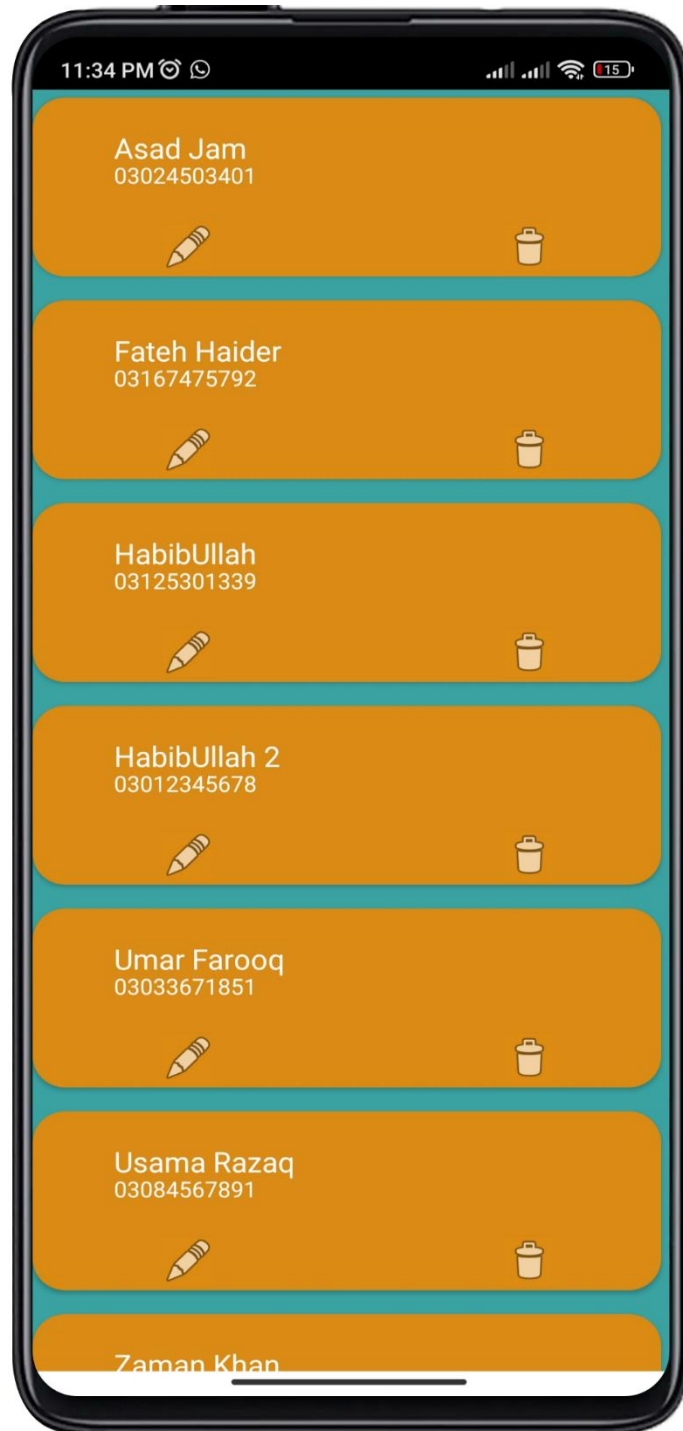 11:34 PM
15
Asad Jam
03024503401
Fateh Haider
03167475792
HabibUllah
03125301339
HabibUllah 2
03012345678
Umar Farooq
03033671851
Usama Razaq
03084567891
Zaman Khan